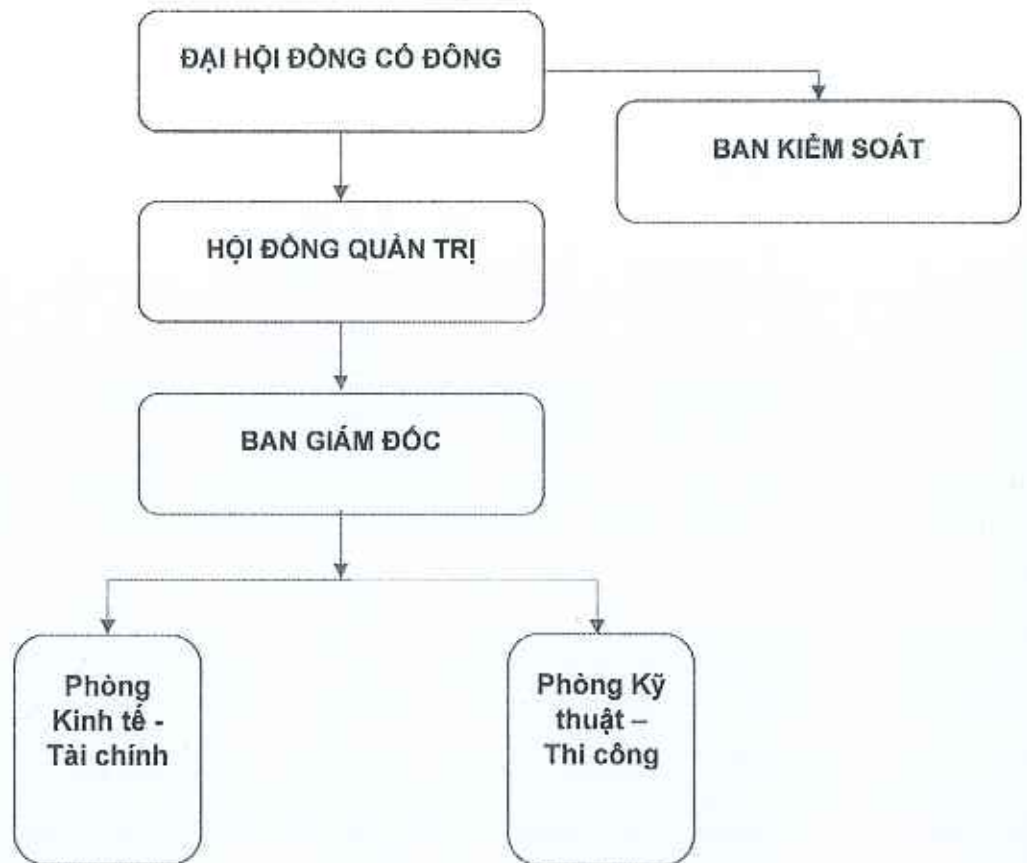 ĐẠI HỘI ĐỒNG CỔ ĐÔNG
BAN KIỂM SOÁT
HỘI ĐỒNG QUẢN TRỊ
BAN GIÁM ĐỐC
Phòng
Kinh tế -
Tài chính
Phòng Kỹ
thuật –
Thi công